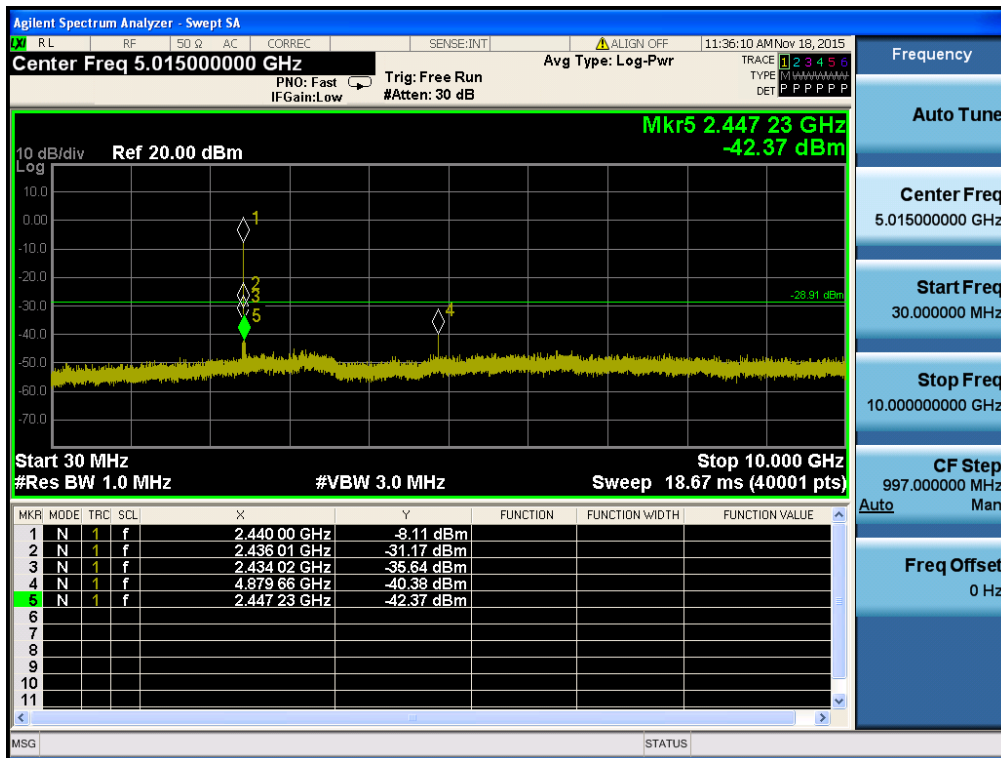 Agilent Spectrum Analyzer - Swept SA
LXI RL RF 50 Ω AC CORREC SENSE:INT ALIGN OFF 11:36:10 AM Nov 18, 2015
Center Freq 5.015000000 GHz
PNO: Fast
IFGain:Low
Trig: Free Run
#Atten: 30 dB
Avg Type: Log-Pwr
TRACE 1 2 3 4 5 6
TYPE M WWWWW
DET P P P P P P
Mkr5 2.447 23 GHz
-42.37 dBm
10 dB/div Ref 20.00 dBm
Log
10.0
0.00
-10.0
-20.0
-30.0
-40.0
-50.0
-60.0
-70.0
1
2
3
5
4
-28.91 dBm
Start 30 MHz Stop 10.000 GHz
#Res BW 1.0 MHz #VBW 3.0 MHz Sweep 18.67 ms (40001 pts)
MKR MODE TRC SCL X Y FUNCTION FUNCTION WIDTH FUNCTION VALUE
1 N 1 f 2.440 00 GHz -8.11 dBm
2 N 1 f 2.436 01 GHz -31.17 dBm
3 N 1 f 2.434 02 GHz -35.64 dBm
4 N 1 f 4.879 66 GHz -40.38 dBm
5 N 1 f 2.447 23 GHz -42.37 dBm
6
7
8
9
10
11
MSG STATUS
Frequency
Auto Tune
Center Freq
5.015000000 GHz
Start Freq
30.000000 MHz
Stop Freq
10.000000000 GHz
CF Step
997.000000 MHz
Auto Man
Freq Offset
0 Hz